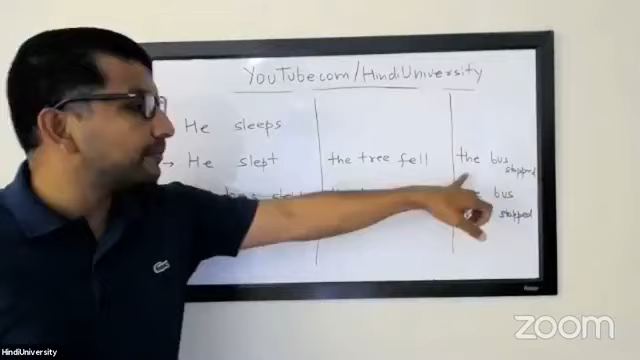 YouTube.com/HindiUniversity
He sleeps
→ He slept
the tree fell
the bus
stopped
bus
stopped
HindiUniversity
zoom